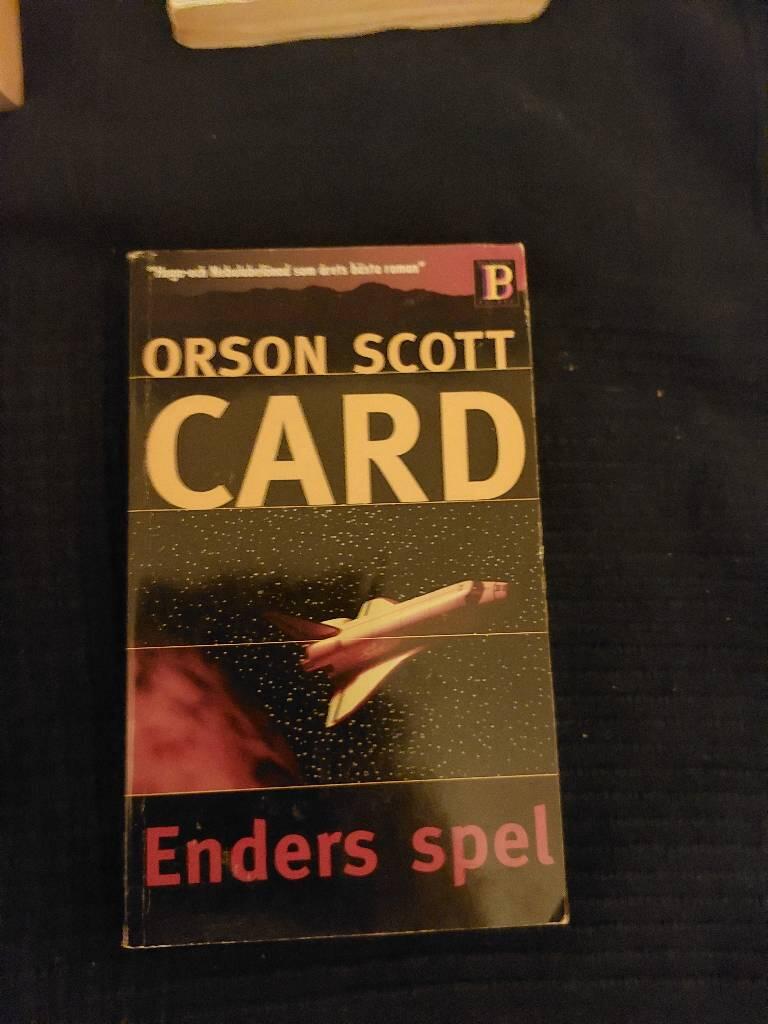 "Hugo- och Nebulabelönad som årets bästa roman"
B
ORSON SCOTT
CARD
Enders spel